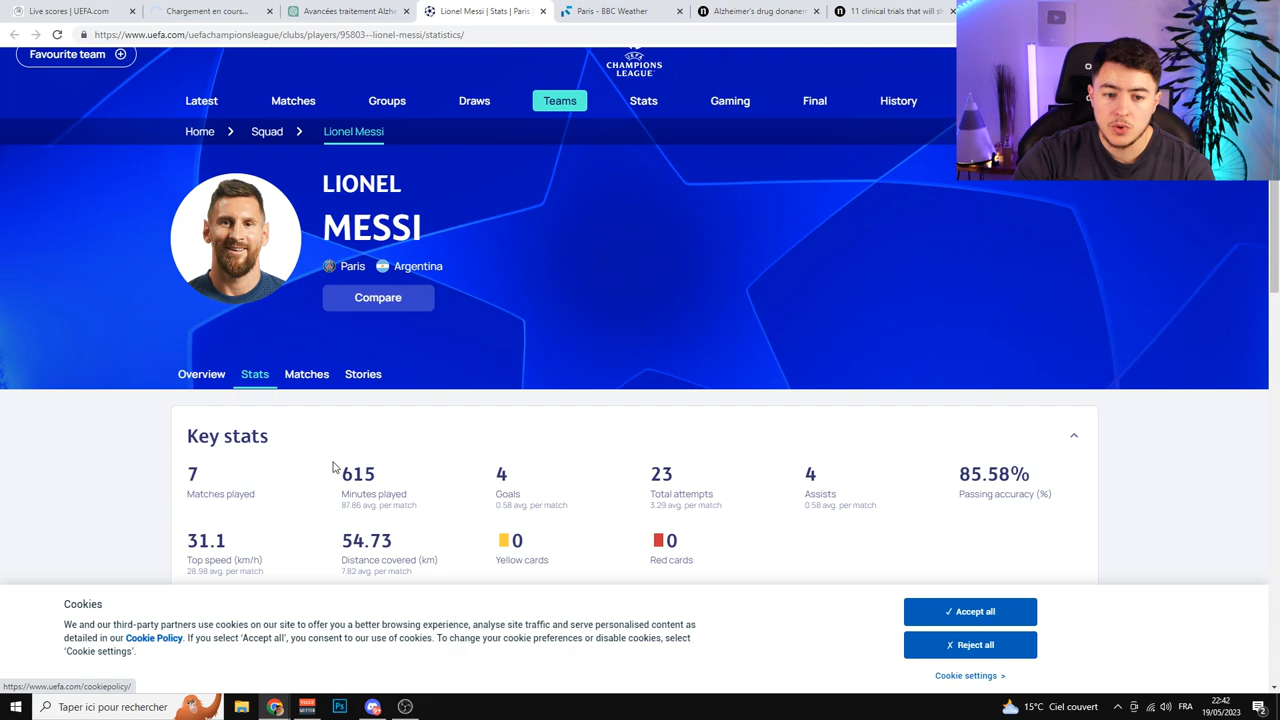 Live scores | UEFA.com
Chargement en cours...
Avancées traitement Alzhe
Lionel Messi | Stats | Paris
Paris - BBC Weather
Alzheimer's drug donanem
11 clinical trials that will sh
https://www.uefa.com/uefachampionsleague/clubs/players/95803--lionel-messi/statistics/
Favourite team
UEFA
CHAMPIONS
LEAGUE
Latest Matches Groups Draws Teams Stats Gaming Final History
Home Squad Lionel Messi
LIONEL
MESSI
Paris Argentina
Compare
Overview Stats Matches Stories
Key stats
7 615 4 23 4 85.58%
Matches played Minutes played Goals Total attempts Assists Passing accuracy (%)
87.86 avg. per match 0.58 avg. per match 3.29 avg. per match 0.58 avg. per match
31.1 54.73 0 0
Top speed (km/h) Distance covered (km) Yellow cards Red cards
28.98 avg. per match 7.82 avg. per match
Cookies
We and our third-party partners use cookies on our site to offer you a better browsing experience, analyse site traffic and serve personalised content as
detailed in our Cookie Policy. If you select 'Accept all', you consent to our use of cookies. To change your cookie preferences or disable cookies, select
'Cookie settings'.
✓ Accept all
X Reject all
Cookie settings >
https://www.uefa.com/cookiepolicy/
Taper ici pour rechercher
15°C Ciel couvert
FRA
22:42
19/05/2023
2